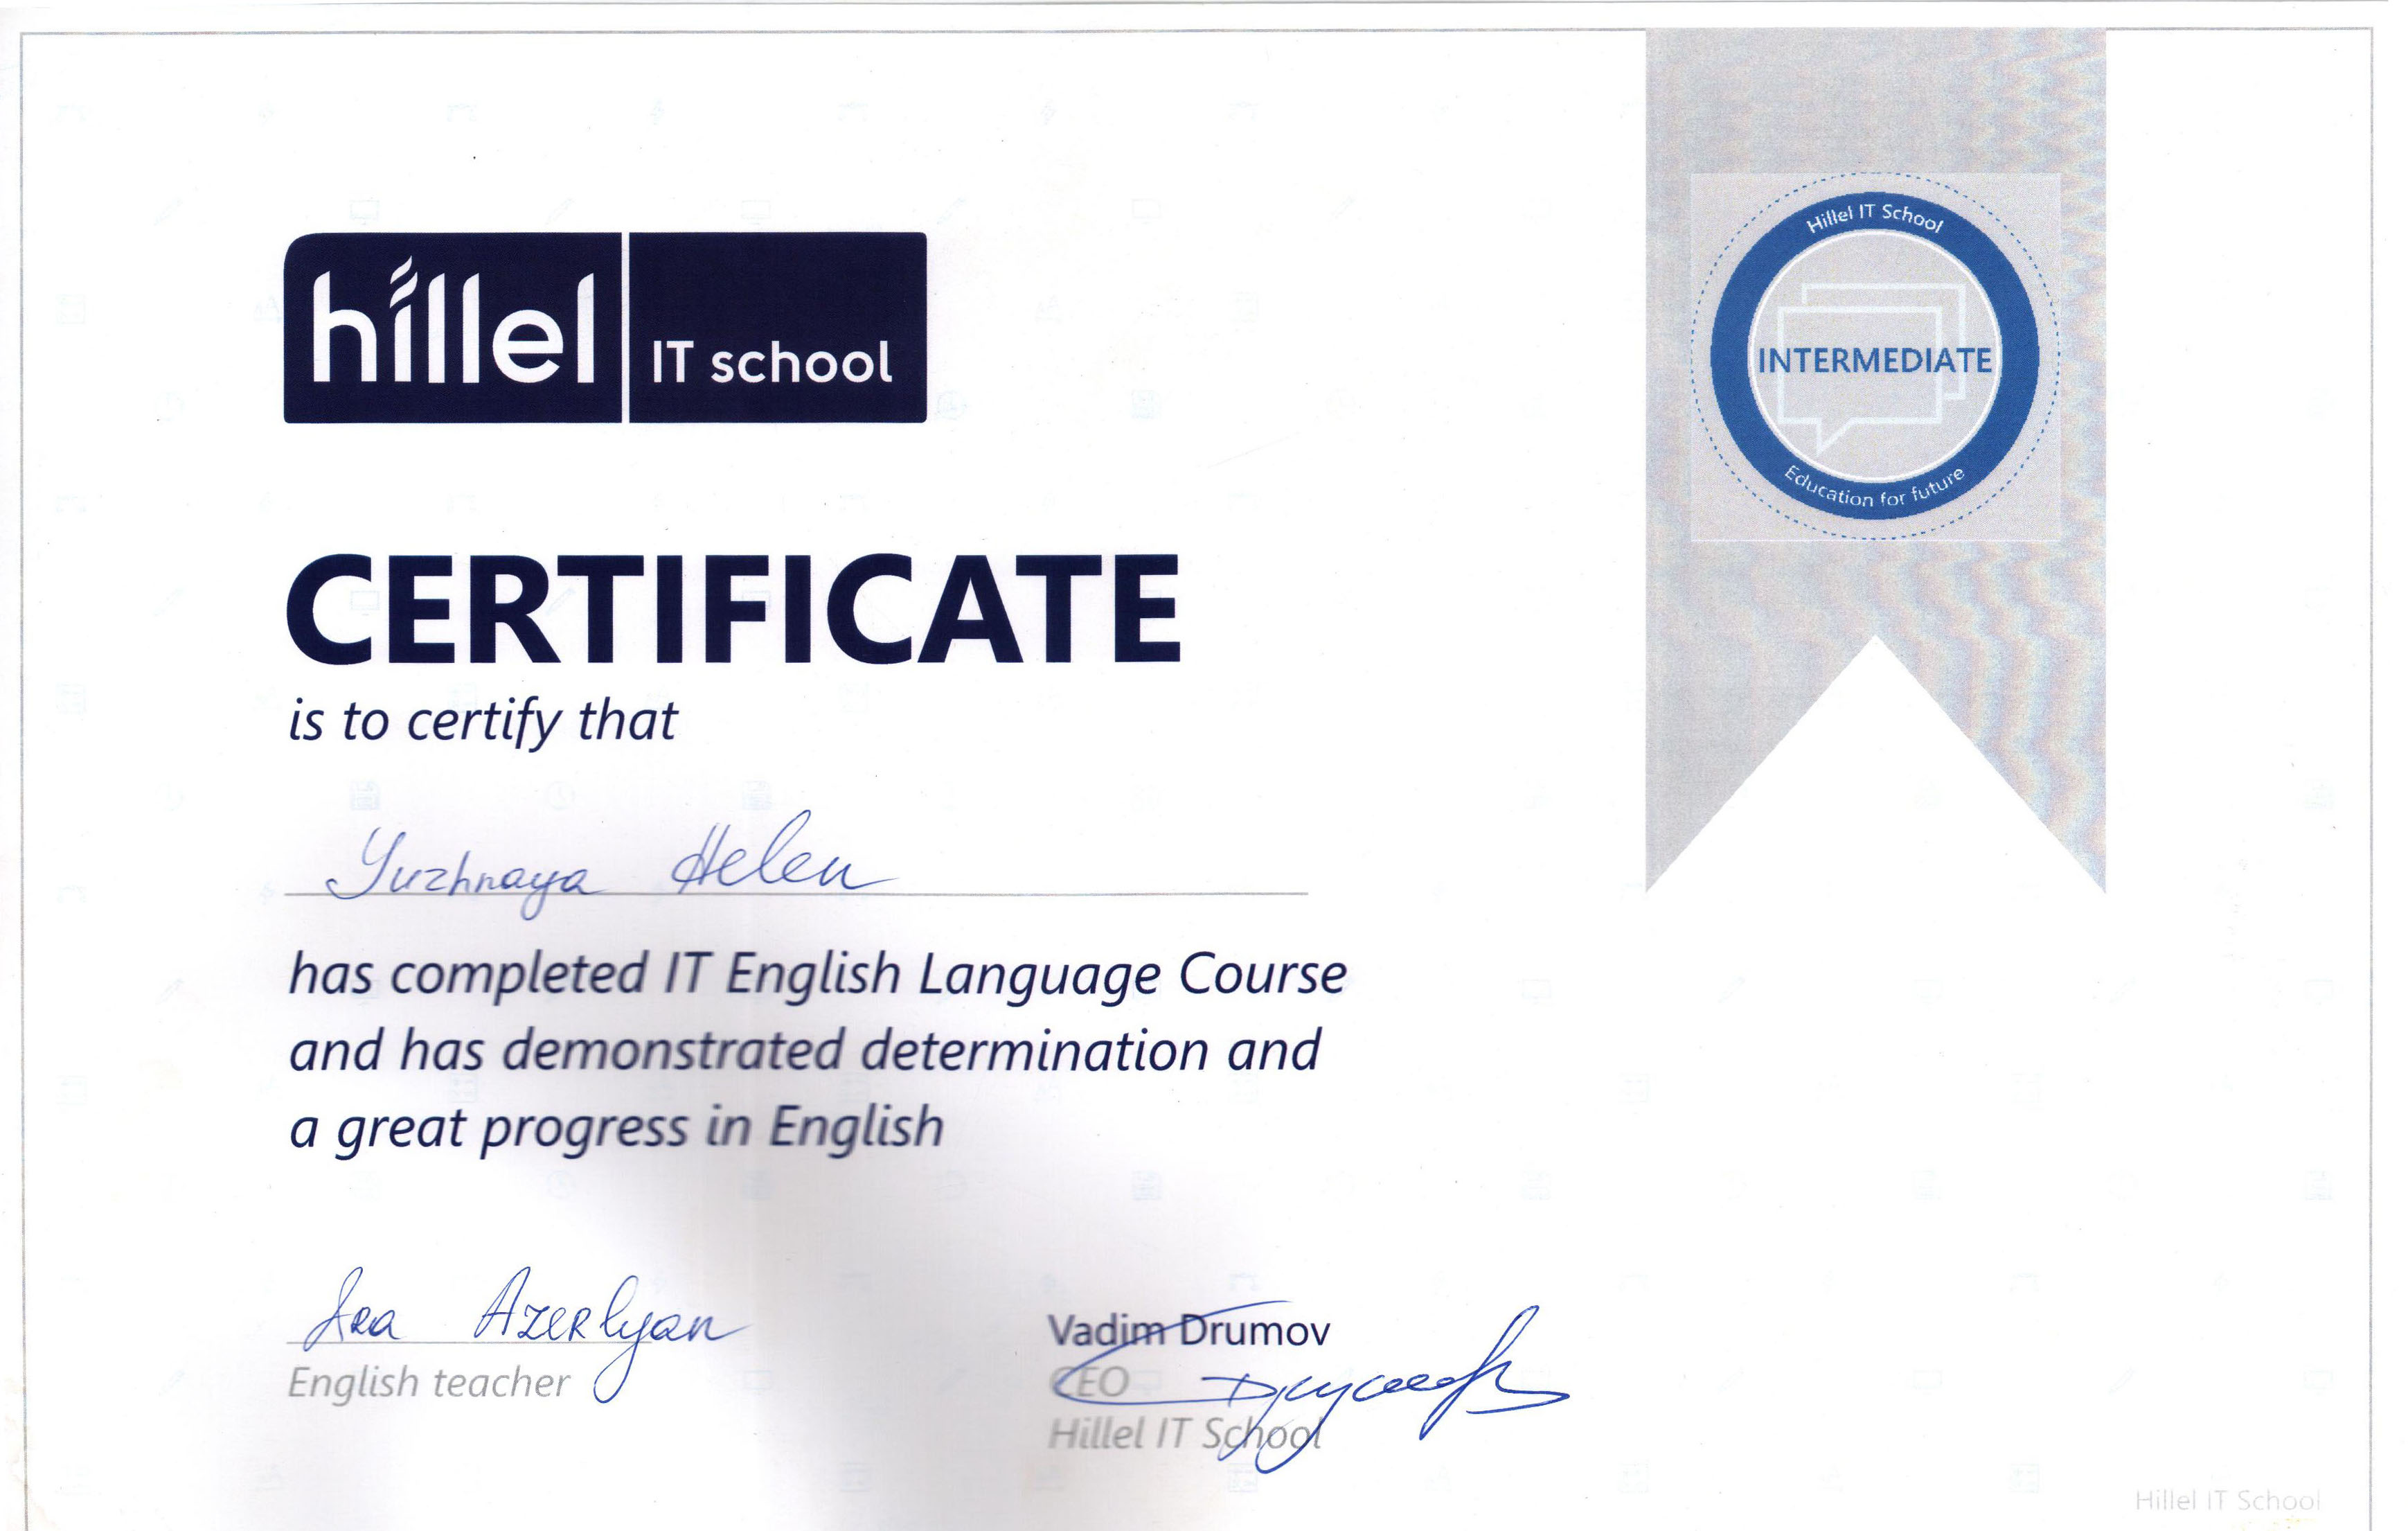 hillel IT school
Hillel IT School
INTERMEDIATE
Education for future
CERTIFICATE
is to certify that
Yuzhnaya Helen
has completed IT English Language Course
and has demonstrated determination and
a great progress in English
Azerlyan
English teacher
Vadim Drumov
CEO
Hillel IT School
Hillel IT School